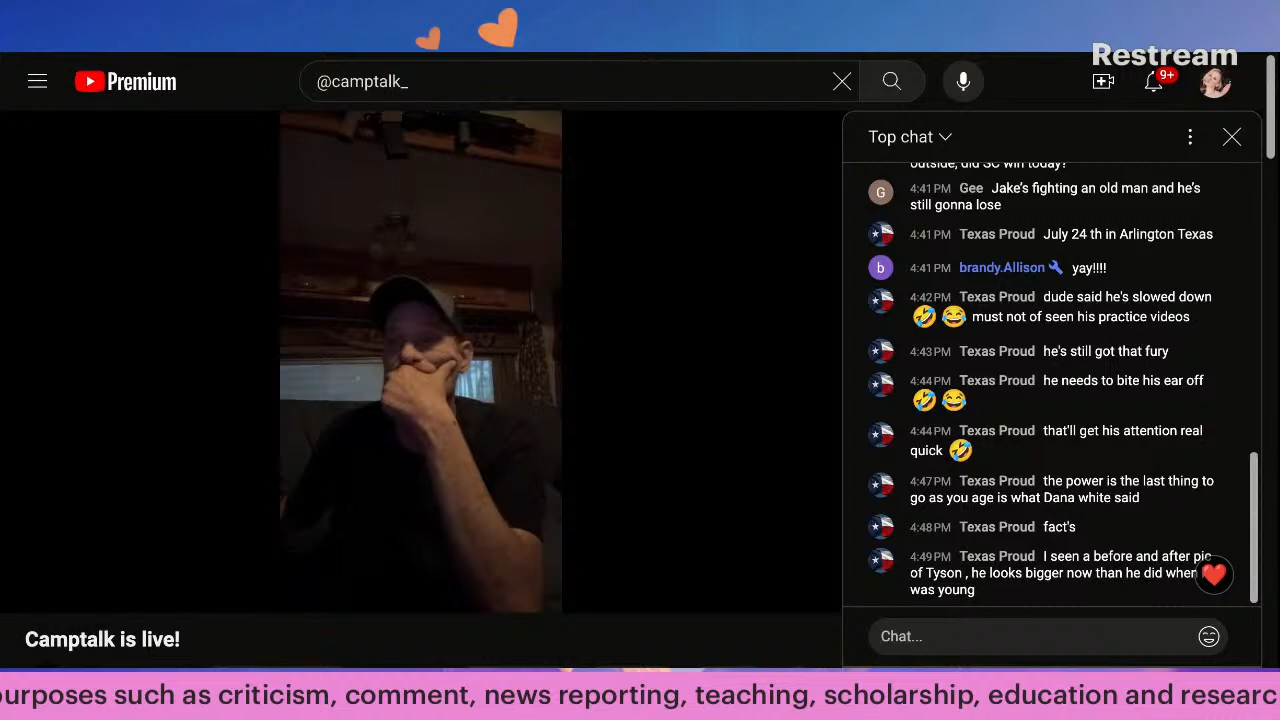 Restream
Premium
@camptalk_
9+
Top chat
outside, did SC win today?
G
4:41 PM Gee Jake's fighting an old man and he's
still gonna lose
4:41 PM Texas Proud July 24 th in Arlington Texas
b
4:41 PM brandy.Allison yay!!!!
4:42 PM Texas Proud dude said he's slowed down
🤣 😂 must not of seen his practice videos
4:43 PM Texas Proud he's still got that fury
4:44 PM Texas Proud he needs to bite his ear off
🤣 😂
4:44 PM Texas Proud that'll get his attention real
quick 🤣
4:47 PM Texas Proud the power is the last thing to
go as you age is what Dana white said
4:48 PM Texas Proud fact's
4:49 PM Texas Proud I seen a before and after pic
of Tyson , he looks bigger now than he did when
was young
Camptalk is live!
Chat...
purposes such as criticism, comment, news reporting, teaching, scholarship, education and researc